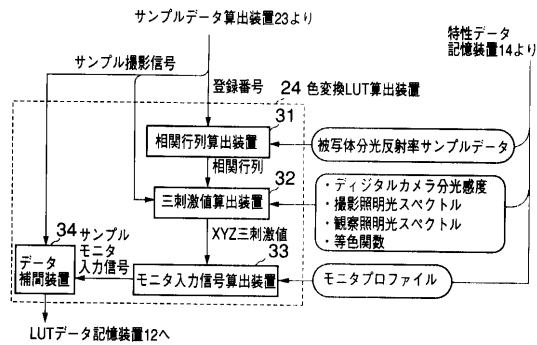 サンプルデータ算出装置23より
特性データ
記憶装置14より
サンプル撮影信号
登録番号
24 色変換LUT算出装置
31
相関行列算出装置
被写体分光反射率サンプルデータ
相関行列
32
三刺激値算出装置
・ディジタルカメラ分光感度
・撮影照明光スペクトル
・観察照明光スペクトル
・等色関数
XYZ三刺激値
34
サンプル
モニタ
入力信号
33
データ
補間装置
モニタ入力信号算出装置
モニタプロファイル
LUTデータ記憶装置12へ